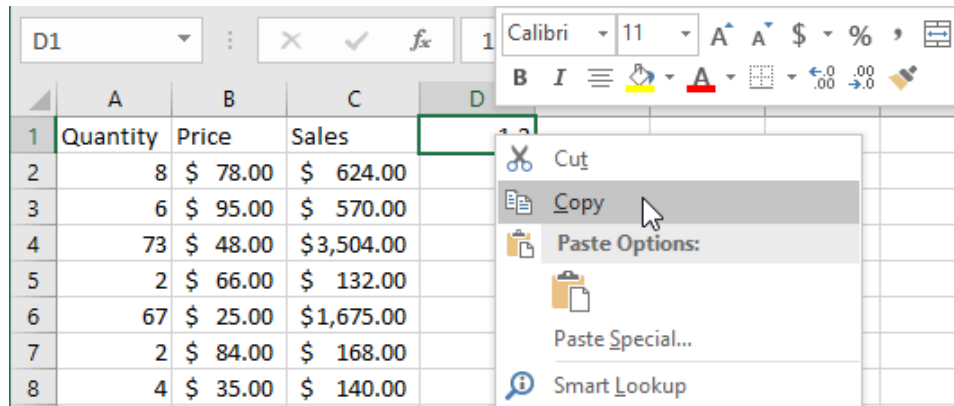 D1 fx 1 Calibri 11 A A $ % ,
B I A .00 .00
A B C D
1 Quantity Price Sales
2 8 $ 78.00 $ 624.00
3 6 $ 95.00 $ 570.00
4 73 $ 48.00 $3,504.00
5 2 $ 66.00 $ 132.00
6 67 $ 25.00 $1,675.00
7 2 $ 84.00 $ 168.00
8 4 $ 35.00 $ 140.00
Cut
Copy
Paste Options:
Paste Special...
Smart Lookup